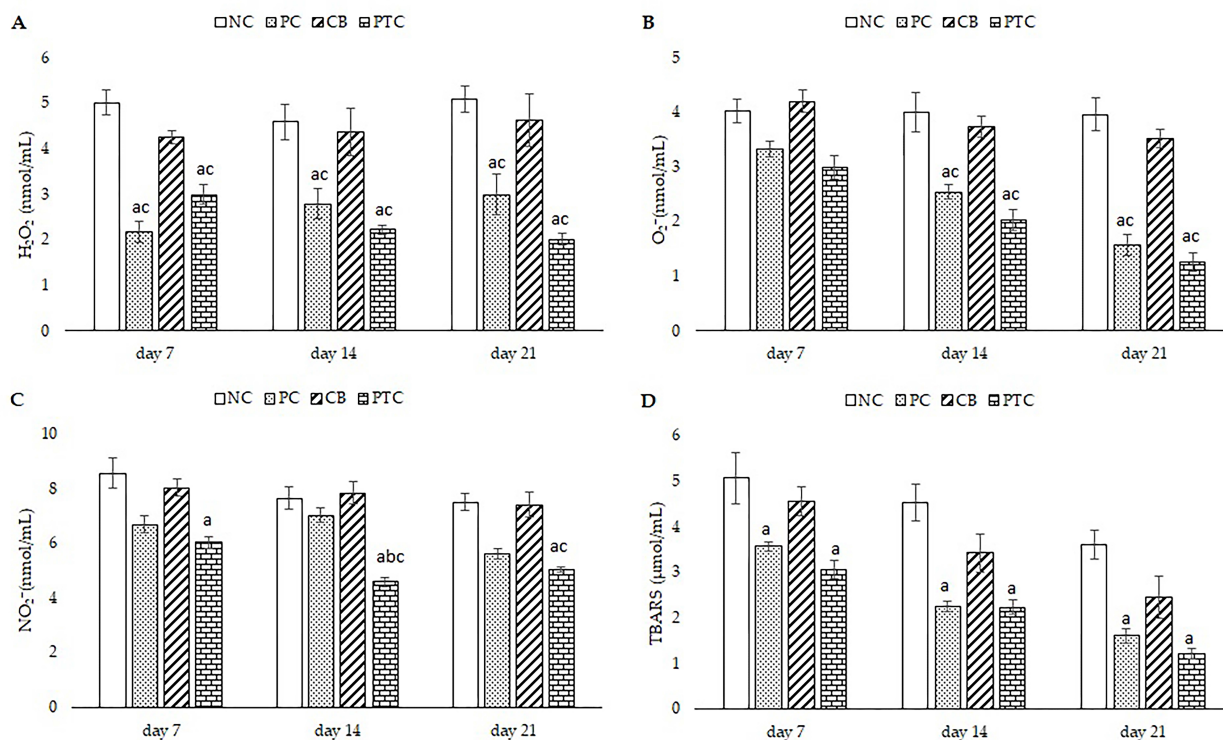 A
NC PC CB PTC
H₂O₂ (nmol/mL)
6
5
4
3
2
1
0
ac ac ac ac ac ac
day 7 day 14 day 21
B
NC PC CB PTC
O₂⁻(nmol/mL)
5
4
3
2
1
0
ac ac ac ac
day 7 day 14 day 21
C
NC PC CB PTC
NO₂⁻(nmol/mL)
10
8
6
4
2
0
a abc ac
day 7 day 14 day 21
D
NC PC CB PTC
TBARS (µmol/mL)
6
5
4
3
2
1
0
a a a a a a
day 7 day 14 day 21